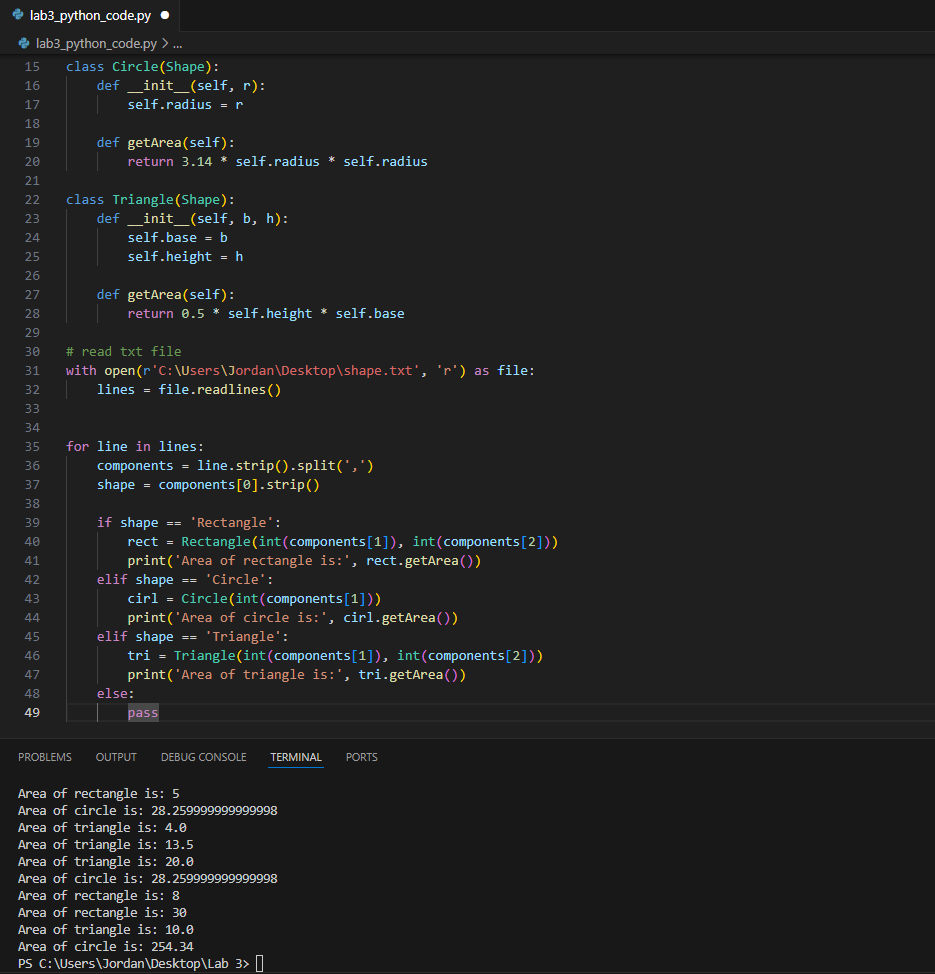 lab3_python_code.py
lab3_python_code.py > ...
15 class Circle(Shape):
16     def __init__(self, r):
17         self.radius = r
18
19     def getArea(self):
20         return 3.14 * self.radius * self.radius
21
22 class Triangle(Shape):
23     def __init__(self, b, h):
24         self.base = b
25         self.height = h
26
27     def getArea(self):
28         return 0.5 * self.height * self.base
29
30 # read txt file
31 with open(r'C:\Users\Jordan\Desktop\shape.txt', 'r') as file:
32     lines = file.readlines()
33
34
35 for line in lines:
36     components = line.strip().split(',')
37     shape = components[0].strip()
38
39     if shape == 'Rectangle':
40         rect = Rectangle(int(components[1]), int(components[2]))
41         print('Area of rectangle is:', rect.getArea())
42     elif shape == 'Circle':
43         cirl = Circle(int(components[1]))
44         print('Area of circle is:', cirl.getArea())
45     elif shape == 'Triangle':
46         tri = Triangle(int(components[1]), int(components[2]))
47         print('Area of triangle is:', tri.getArea())
48     else:
49         pass
PROBLEMS OUTPUT DEBUG CONSOLE TERMINAL PORTS
Area of rectangle is: 5
Area of circle is: 28.259999999999998
Area of triangle is: 4.0
Area of triangle is: 13.5
Area of triangle is: 20.0
Area of circle is: 28.259999999999998
Area of rectangle is: 8
Area of rectangle is: 30
Area of triangle is: 10.0
Area of circle is: 254.34
PS C:\Users\Jordan\Desktop\Lab 3>